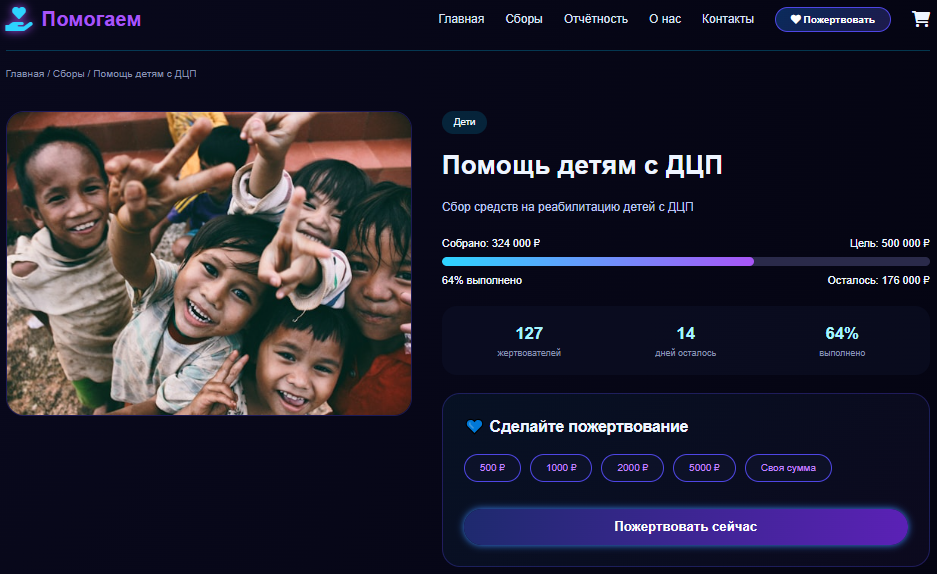 Помогаем
Главная Сборы Отчётность О нас Контакты Пожертвовать
Главная / Сборы / Помощь детям с ДЦП
Дети
Помощь детям с ДЦП
Сбор средств на реабилитацию детей с ДЦП
Собрано: 324 000 ₽ Цель: 500 000 ₽
64% выполнено Осталось: 176 000 ₽
127 14 64%
жертвователей дней осталось выполнено
Сделайте пожертвование
500 ₽ 1000 ₽ 2000 ₽ 5000 ₽ Своя сумма
Пожертвовать сейчас